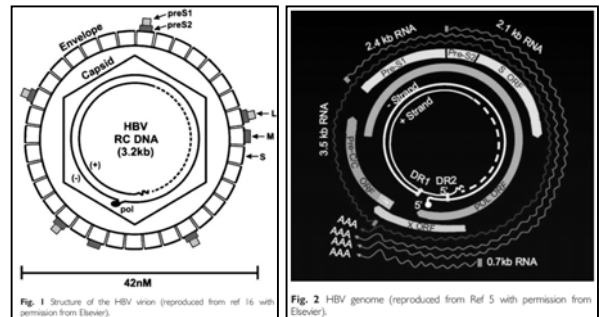 preS1
preS2
Envelope
Capsid
HBV
RC DNA
(3.2kb)
(+)
(-)
pol
L
M
S
42nM
Fig. 1 Structure of the HBV virion (reproduced from ref 16 with
permission from Elsevier).
2.4 kb RNA
2.1 kb RNA
Pre-S1
Pre-S2
S ORF
- Strand
+ Strand
3.5 kb RNA
Pre-C/C ORF
DR1
DR2
5'
5'
POL ORF
X ORF
AAA
AAA
AAA
AAA
0.7kb RNA
Fig. 2 HBV genome (reproduced from Ref 5 with permission from
Elsevier).